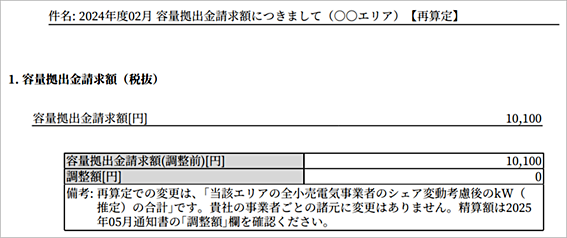 件名: 2024年度02月 容量拠出金請求額につきまして（〇〇エリア）【再算定】
1. 容量拠出金請求額（税抜）
容量拠出金請求額[円] 10,100
容量拠出金請求額(調整前)[円] 10,100
調整額[円] 0
備考: 再算定での変更は、「当該エリアの全小売電気事業者のシェア変動考慮後のkW（
推定）の合計」です。貴社の事業者ごとの諸元に変更はありません。精算額は2025
年05月通知書の「調整額」欄を確認ください。